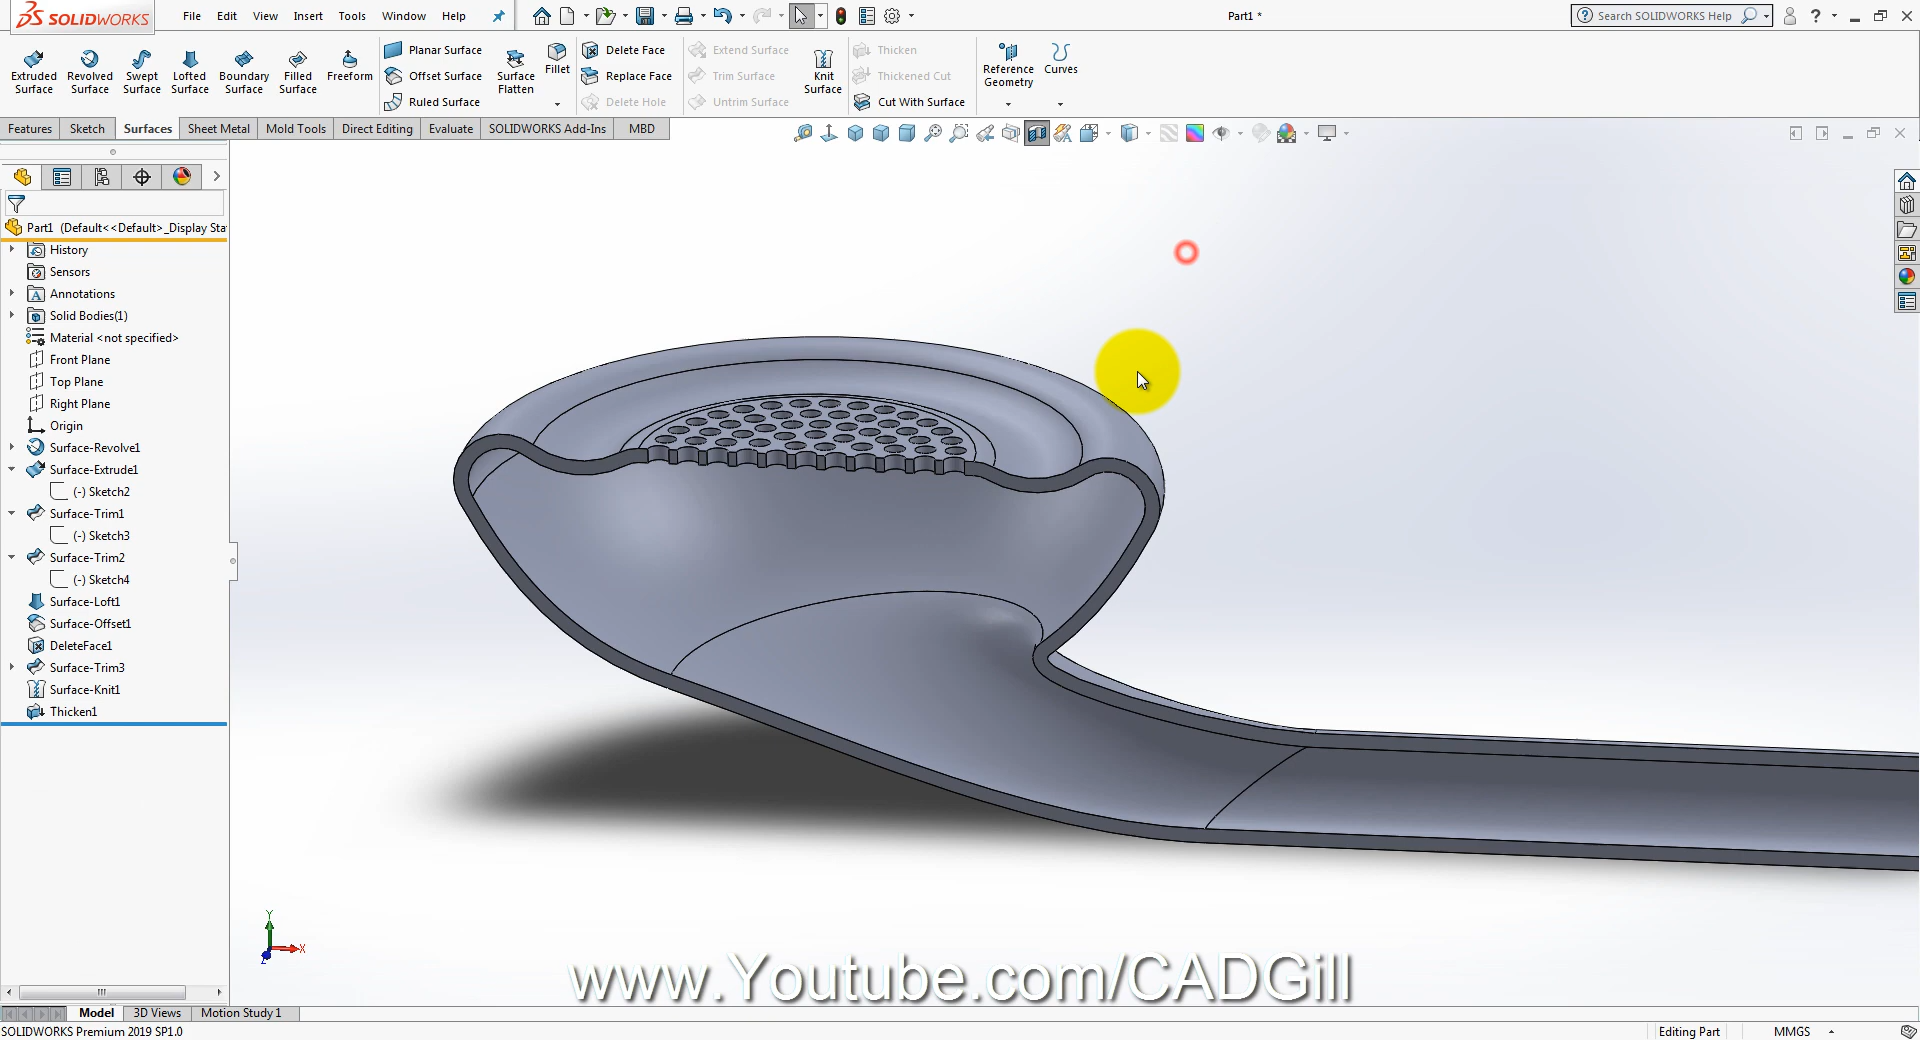 SOLIDWORKS
File Edit View Insert Tools Window Help
Part1 *
Search SOLIDWORKS Help
Extruded Surface
Revolved Surface
Swept Surface
Lofted Surface
Boundary Surface
Filled Surface
Freeform
Planar Surface
Offset Surface
Ruled Surface
Surface Flatten
Fillet
Delete Face
Replace Face
Delete Hole
Extend Surface
Trim Surface
Untrim Surface
Knit Surface
Thicken
Thickened Cut
Cut With Surface
Reference Geometry
Curves
Features Sketch Surfaces Sheet Metal Mold Tools Direct Editing Evaluate SOLIDWORKS Add-Ins MBD
Part1 (Default<<Default>_Display Sta
History
Sensors
Annotations
Solid Bodies(1)
Material <not specified>
Front Plane
Top Plane
Right Plane
Origin
Surface-Revolve1
Surface-Extrude1
(-) Sketch2
Surface-Trim1
(-) Sketch3
Surface-Trim2
(-) Sketch4
Surface-Loft1
Surface-Offset1
DeleteFace1
Surface-Trim3
Surface-Knit1
Thicken1
Y
X
Z
www.Youtube.com/CADGill
Model 3D Views Motion Study 1
SOLIDWORKS Premium 2019 SP1.0
Editing Part
MMGS